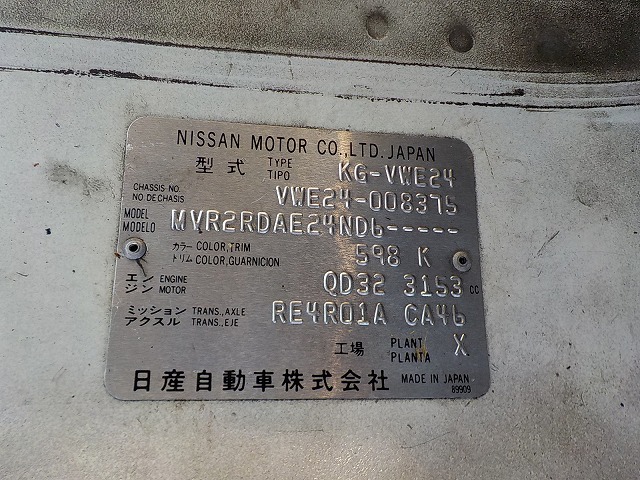 NISSAN MOTOR CO.,LTD. JAPAN
型式 TYPE TIPO KG-VWE24
CHASSIS NO. NO DE CHASIS VWE24-008375
MODEL MODELO MVR2RDAE24ND6-----
カラー トリム COLOR,TRIM COLOR,GUARNICION 598 K
エンジン ENGINE MOTOR QD32 3153 cc
ミッション アクスル TRANS.,AXLE TRANS.,EJE RE4R01A CA46
工場 PLANT PLANTA X
日産自動車株式会社 MADE IN JAPAN
89909